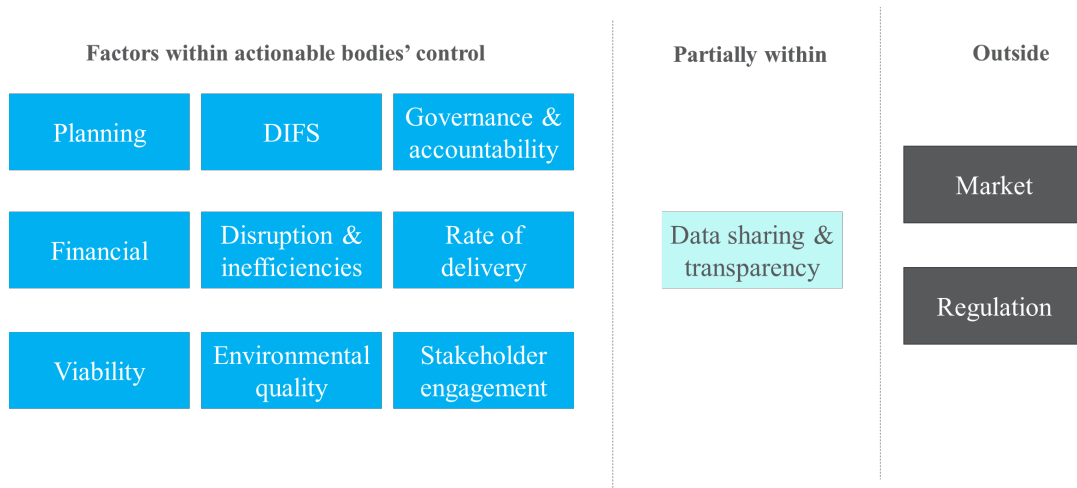 Factors within actionable bodies’ control
Partially within
Outside
Planning
DIFS
Governance &
accountability
Financial
Disruption &
inefficiencies
Rate of
delivery
Viability
Environmental
quality
Stakeholder
engagement
Data sharing &
transparency
Market
Regulation